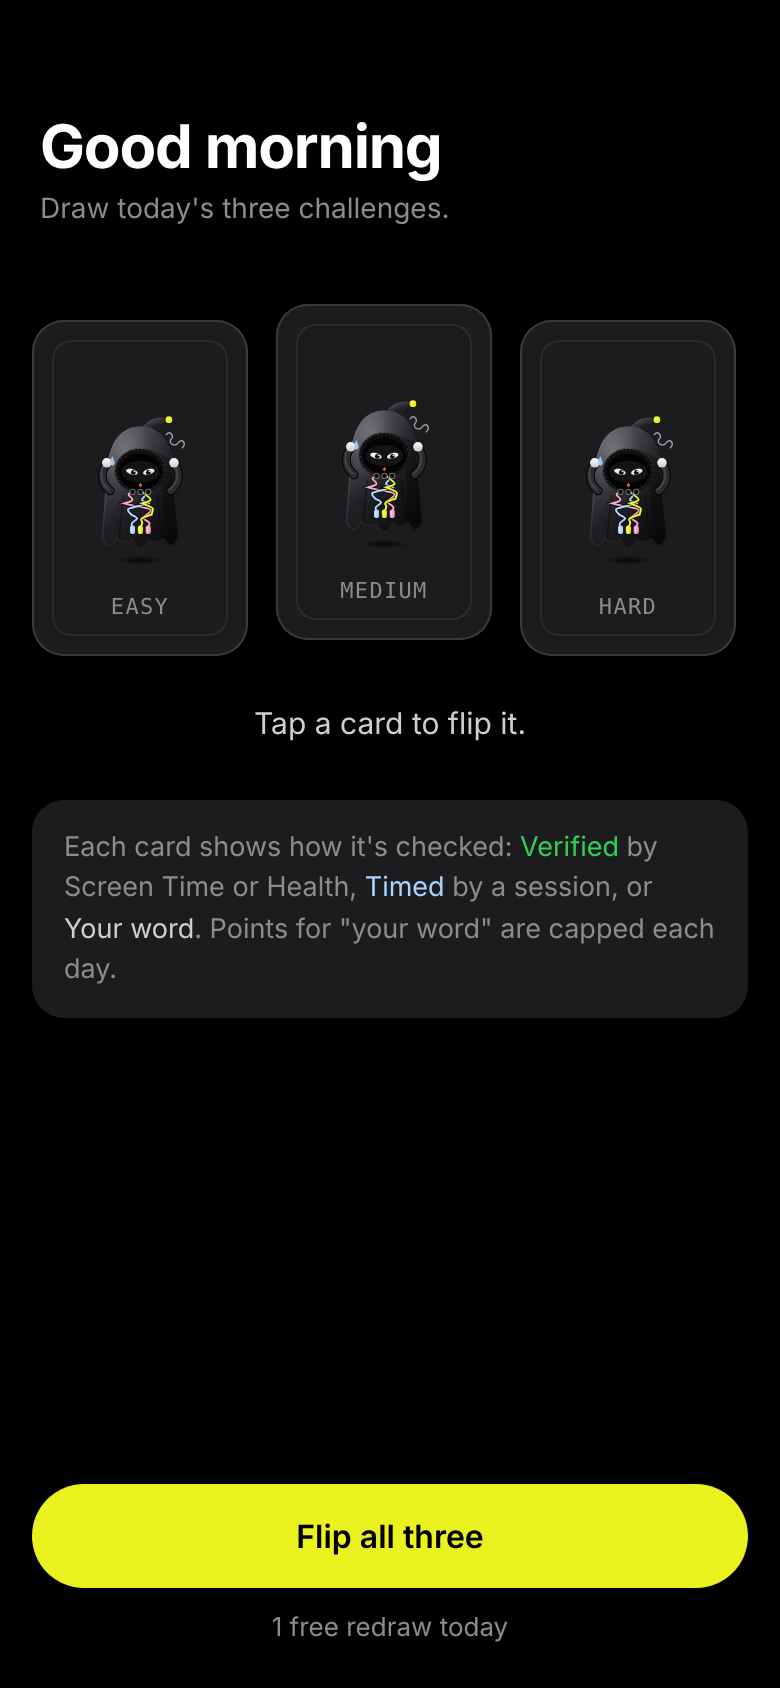 Good morning
Draw today's three challenges.
EASY
MEDIUM
HARD
Tap a card to flip it.
Each card shows how it's checked: Verified by
Screen Time or Health, Timed by a session, or
Your word. Points for "your word" are capped each
day.
Flip all three
1 free redraw today